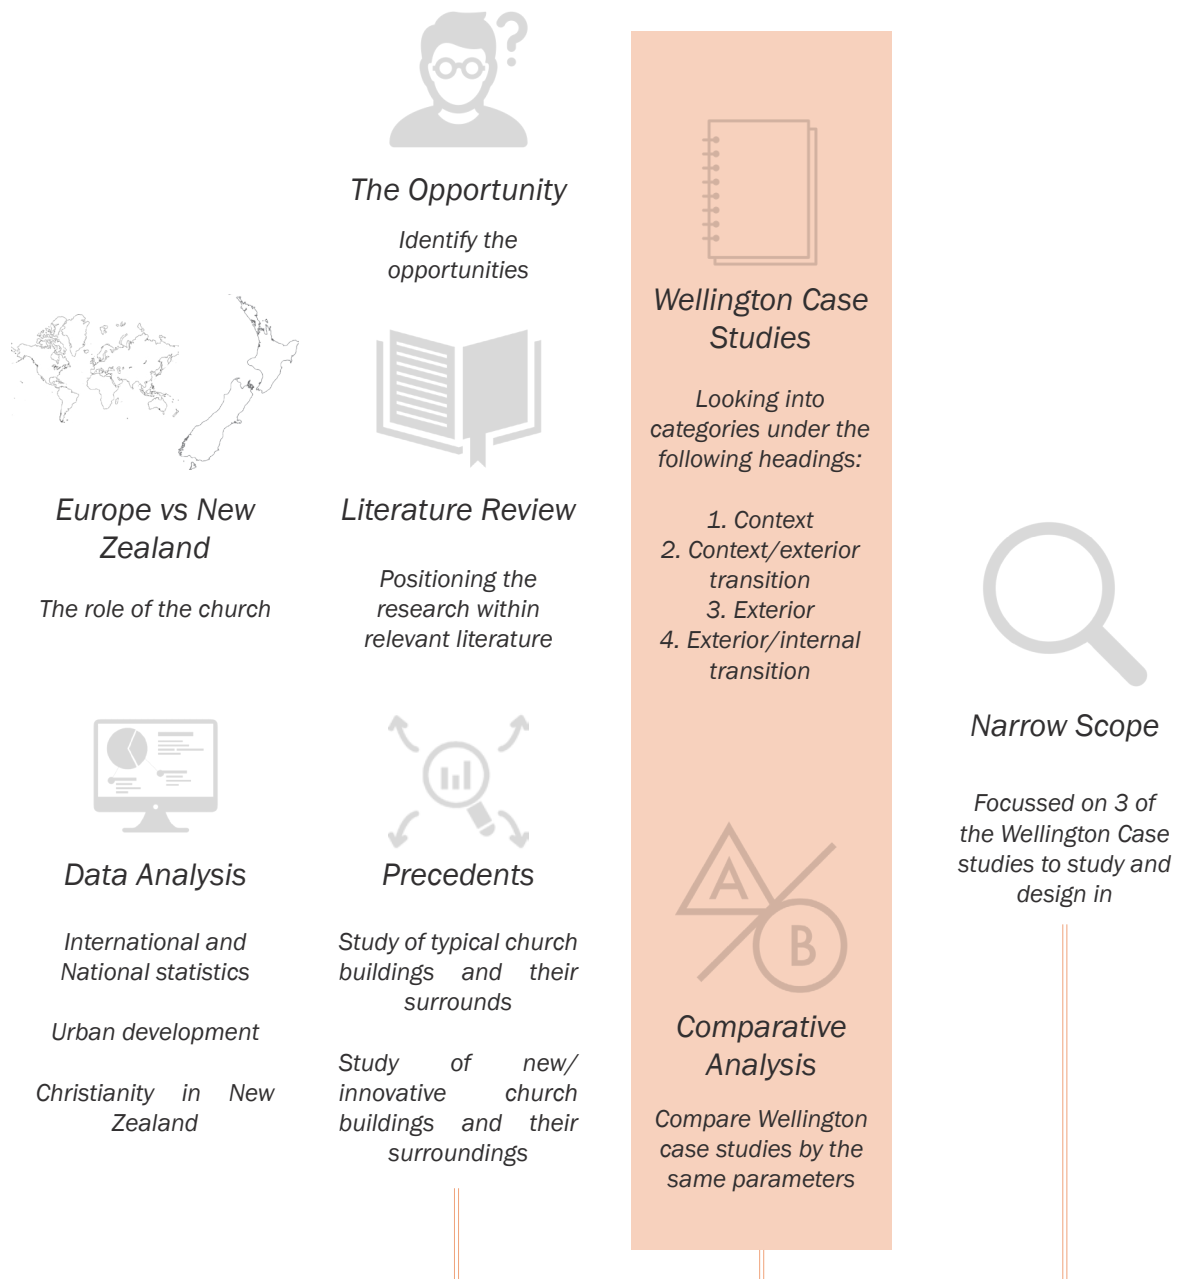 The Opportunity
Identify the
opportunities
Europe vs New
Zealand
The role of the church
Literature Review
Positioning the
research within
relevant literature
Data Analysis
International and
National statistics
Urban development
Christianity in New
Zealand
Precedents
Study of typical church
buildings and their
surrounds
Study of new/
innovative church
buildings and their
surroundings
Wellington Case
Studies
Looking into
categories under the
following headings:
1. Context
2. Context/exterior
transition
3. Exterior
4. Exterior/internal
transition
A
B
Comparative
Analysis
Compare Wellington
case studies by the
same parameters
Narrow Scope
Focussed on 3 of
the Wellington Case
studies to study and
design in